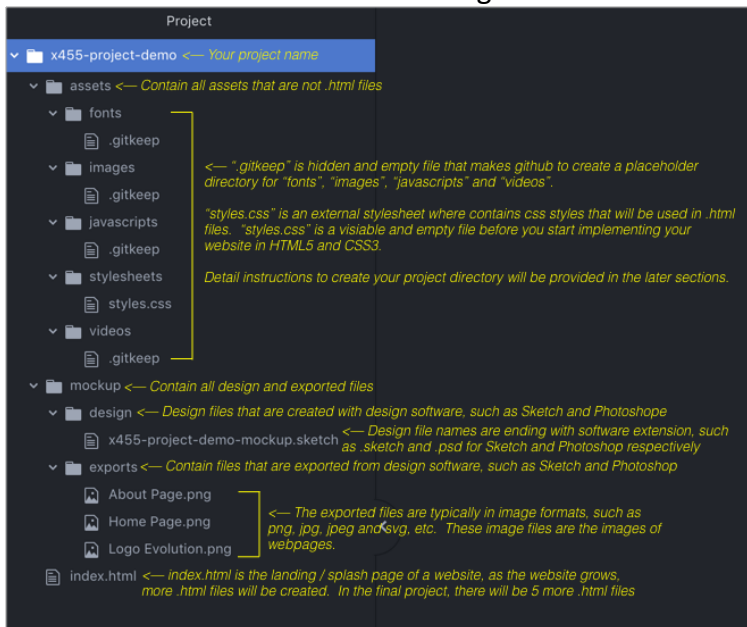 Project
x455-project-demo <— Your project name
assets <— Contain all assets that are not .html files
fonts
.gitkeep
images
<— ".gitkeep" is hidden and empty file that makes github to create a placeholder
directory for "fonts", "images", "javascripts" and "videos".
.gitkeep
javascripts
"styles.css" is an external stylesheet where contains css styles that will be used in .html
files. "styles.css" is a visiable and empty file before you start implementing your
website in HTML5 and CSS3.
.gitkeep
stylesheets
Detail instructions to create your project directory will be provided in the later sections.
styles.css
videos
.gitkeep
mockup <— Contain all design and exported files
design <— Design files that are created with design software, such as Sketch and Photoshope
x455-project-demo-mockup.sketch <— Design file names are ending with software extension, such
as .sketch and .psd for Sketch and Photoshop respectively
exports <— Contain files that are exported from design software, such as Sketch and Photoshop
About Page.png
Home Page.png
Logo Evolution.png
<— The exported files are typically in image formats, such as
png, jpg, jpeg and svg, etc. These image files are the images of
webpages.
index.html <— index.html is the landing / splash page of a website, as the website grows,
more .html files will be created. In the final project, there will be 5 more .html files